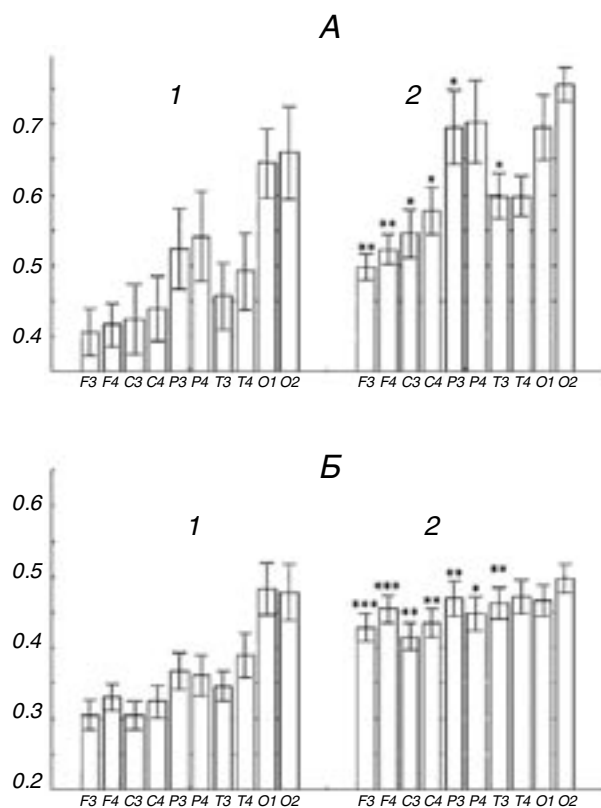 А
1 2
0.7
0.6
0.5
0.4
** ** * * * *
F3 F4 C3 C4 P3 P4 T3 T4 O1 O2 F3 F4 C3 C4 P3 P4 T3 T4 O1 O2
Б
1 2
0.6
0.5
0.4
0.3
0.2
*** *** ** ** ** * **
F3 F4 C3 C4 P3 P4 T3 T4 O1 O2 F3 F4 C3 C4 P3 P4 T3 T4 O1 O2